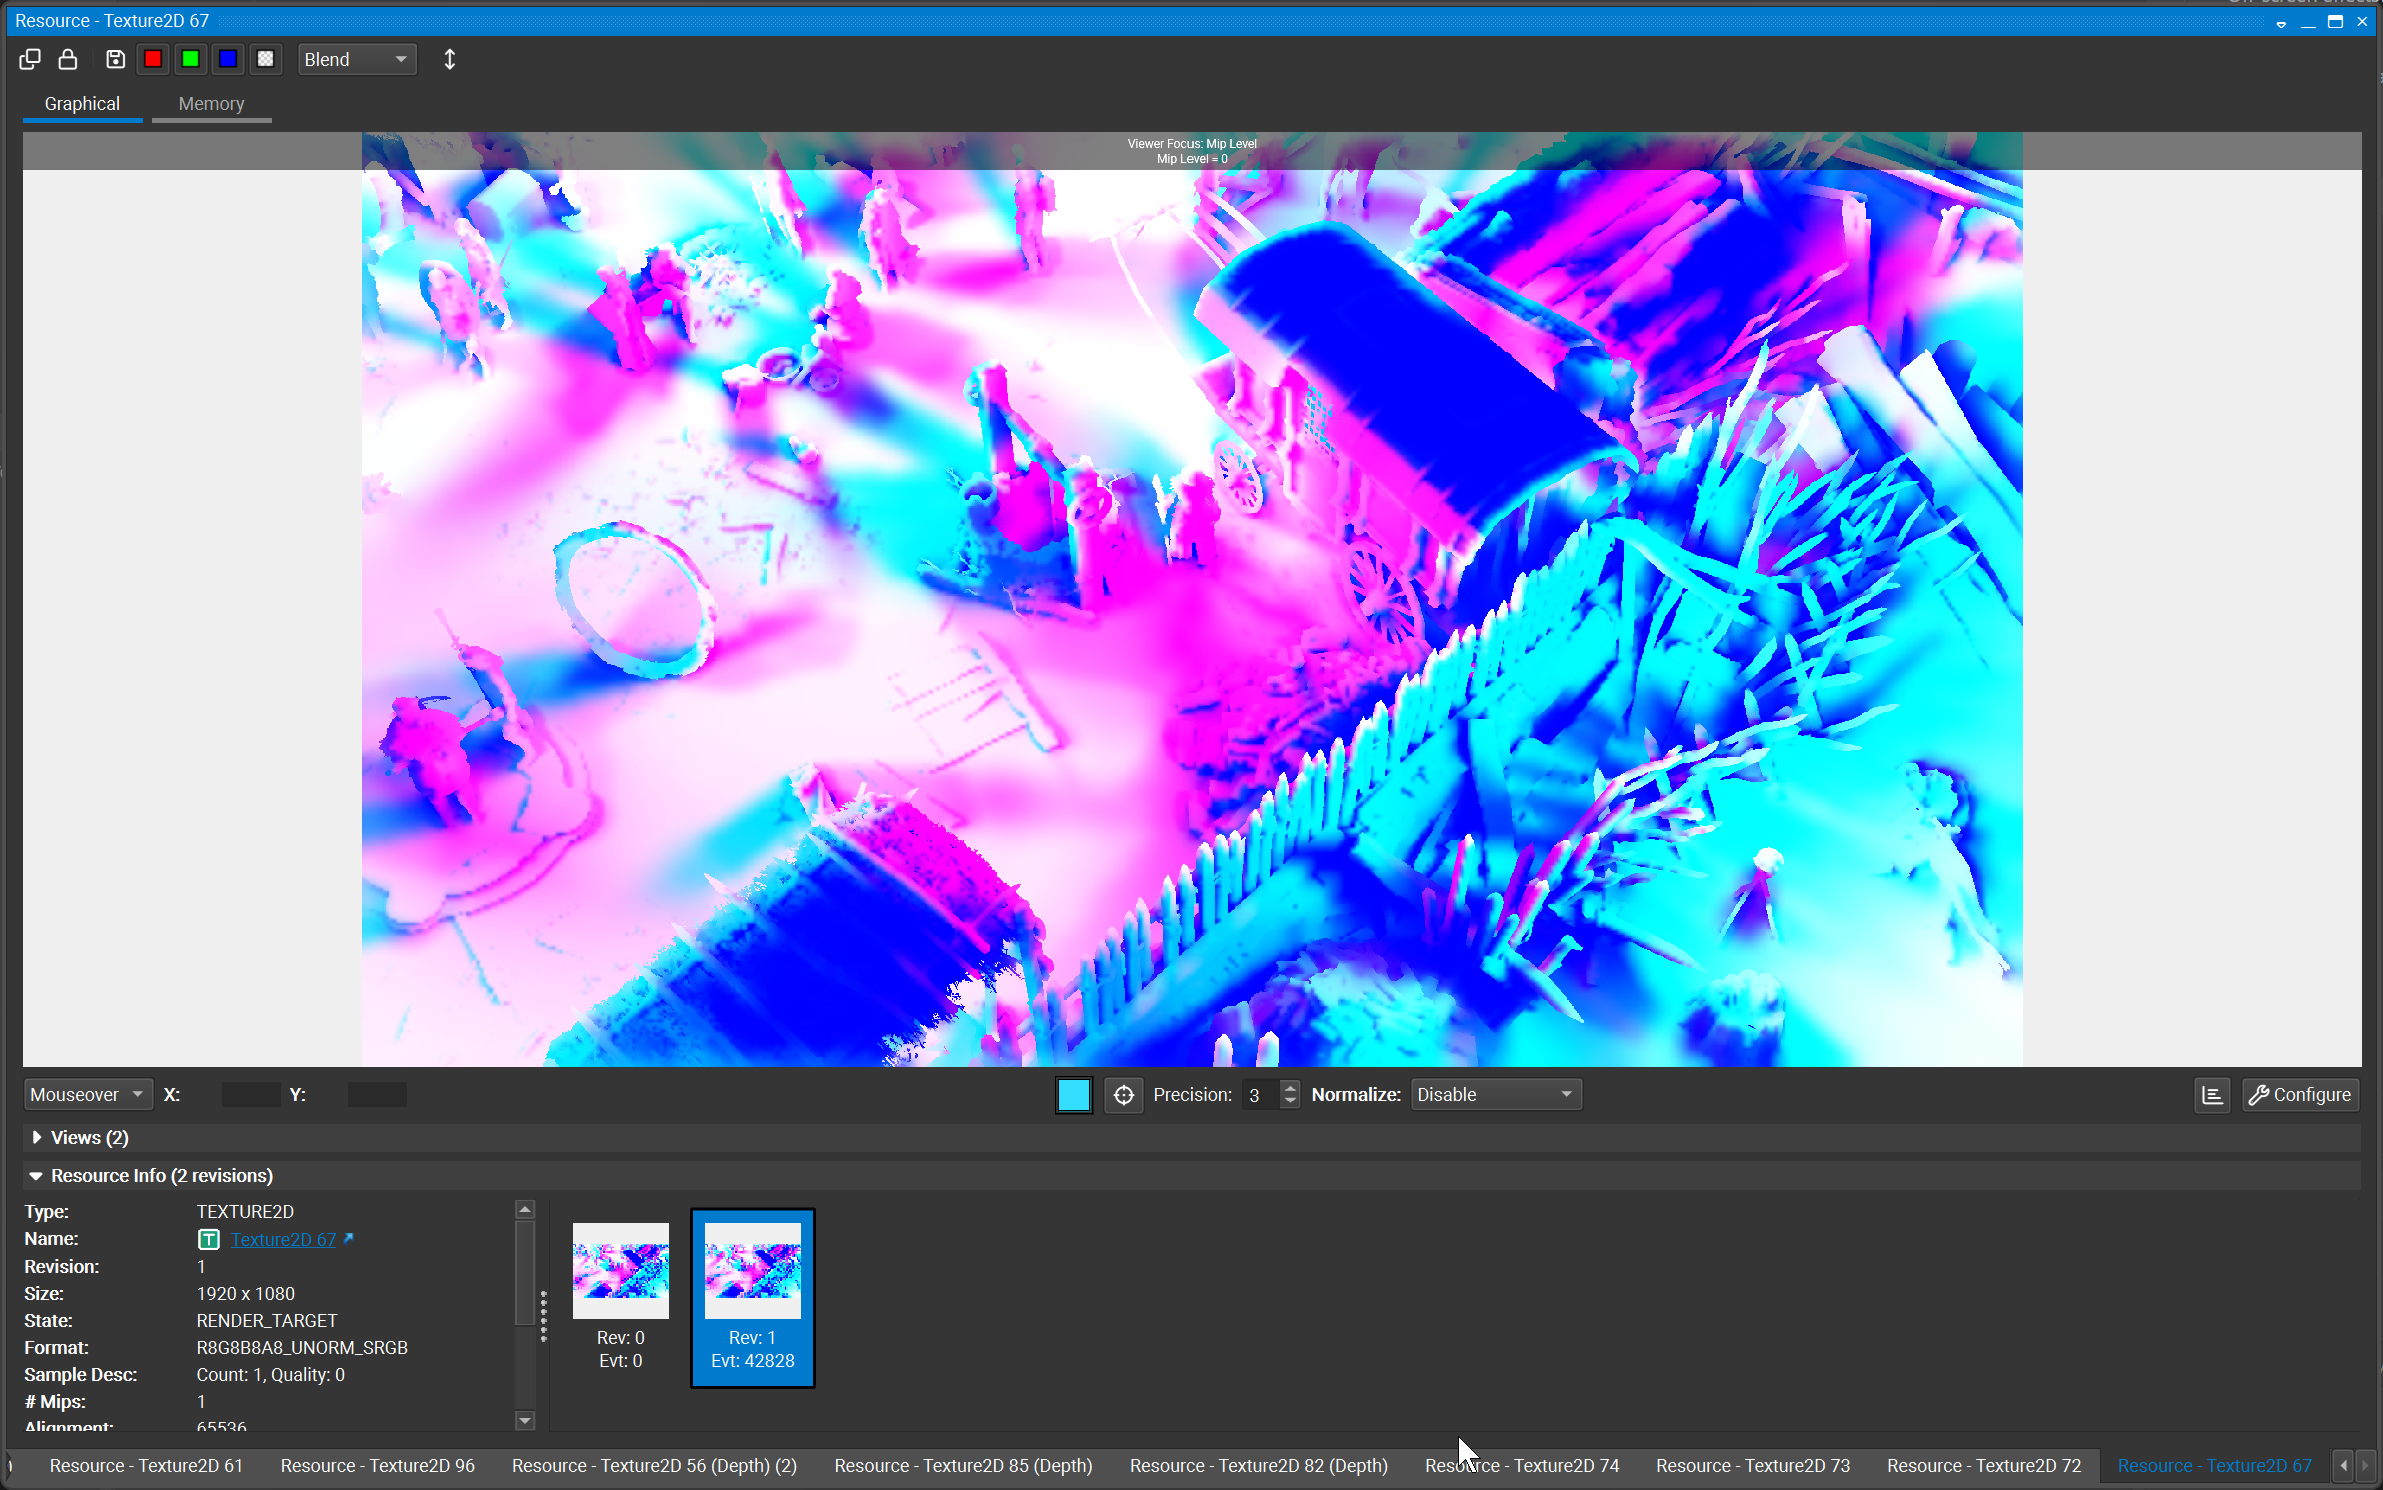 Resource - Texture2D 67
Blend
Graphical
Memory
Viewer Focus: Mip Level
Mip Level = 0
Mouseover
X:
Y:
Precision:
3
Normalize:
Disable
Configure
Views (2)
Resource Info (2 revisions)
Type: TEXTURE2D
Name: T Texture2D 67
Revision: 1
Size: 1920 x 1080
State: RENDER_TARGET
Format: R8G8B8A8_UNORM_SRGB
Sample Desc: Count: 1, Quality: 0
# Mips: 1
Alignment: 65536
Rev: 0
Evt: 0
Rev: 1
Evt: 42828
Resource - Texture2D 61
Resource - Texture2D 96
Resource - Texture2D 56 (Depth) (2)
Resource - Texture2D 85 (Depth)
Resource - Texture2D 82 (Depth)
Resource - Texture2D 74
Resource - Texture2D 73
Resource - Texture2D 72
Resource - Texture2D 67